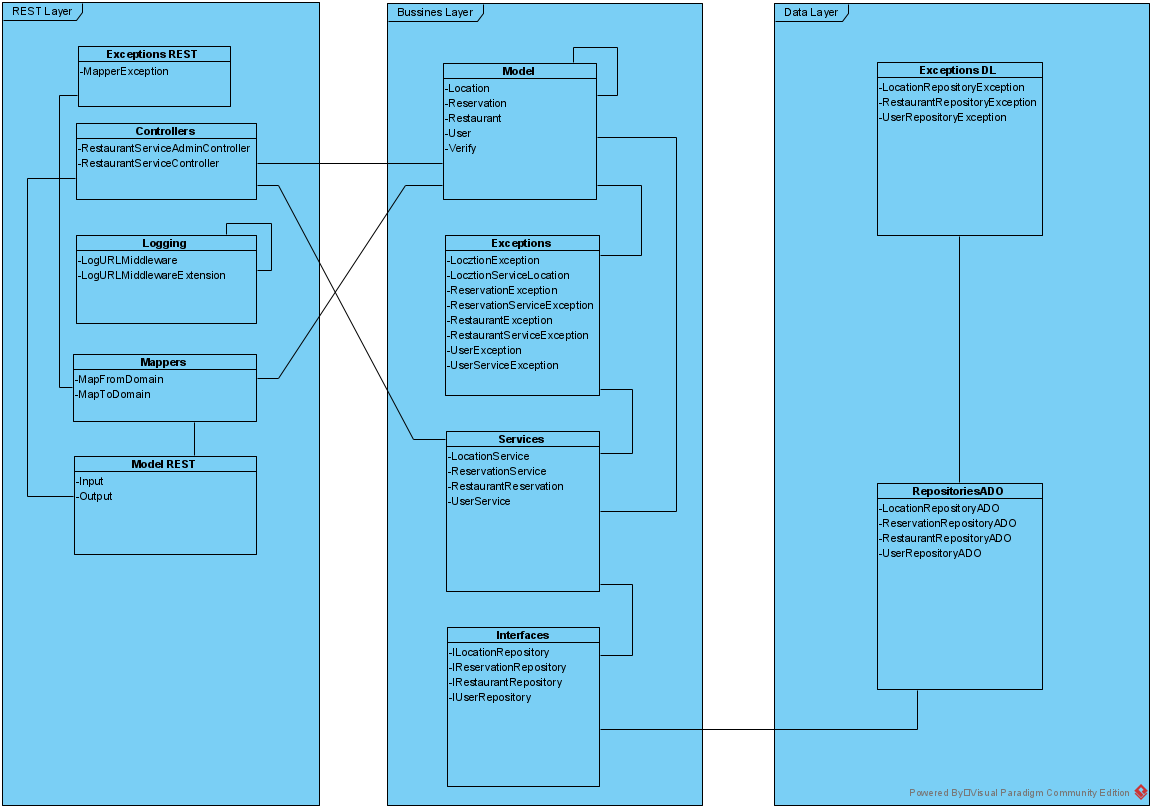 REST Layer
Exceptions REST
-MapperException
Controllers
-RestaurantServiceAdminController
-RestaurantServiceController
Logging
-LogURLMiddleware
-LogURLMiddlewareExtension
Mappers
-MapFromDomain
-MapToDomain
Model REST
-Input
-Output
Bussines Layer
Model
-Location
-Reservation
-Restaurant
-User
-Verify
Exceptions
-LocztionException
-LocztionServiceLocation
-ReservationException
-ReservationServiceException
-RestaurantException
-RestaurantServiceException
-UserException
-UserServiceException
Services
-LocationService
-ReservationService
-RestaurantReservation
-UserService
Interfaces
-ILocationRepository
-IReservationRepository
-IRestaurantRepository
-IUserRepository
Data Layer
Exceptions DL
-LocationRepositoryException
-RestaurantRepositoryException
-UserRepositoryException
RepositoriesADO
-LocationRepositoryADO
-ReservationRepositoryADO
-RestaurantRepositoryADO
-UserRepositoryADO
Powered By Visual Paradigm Community Edition